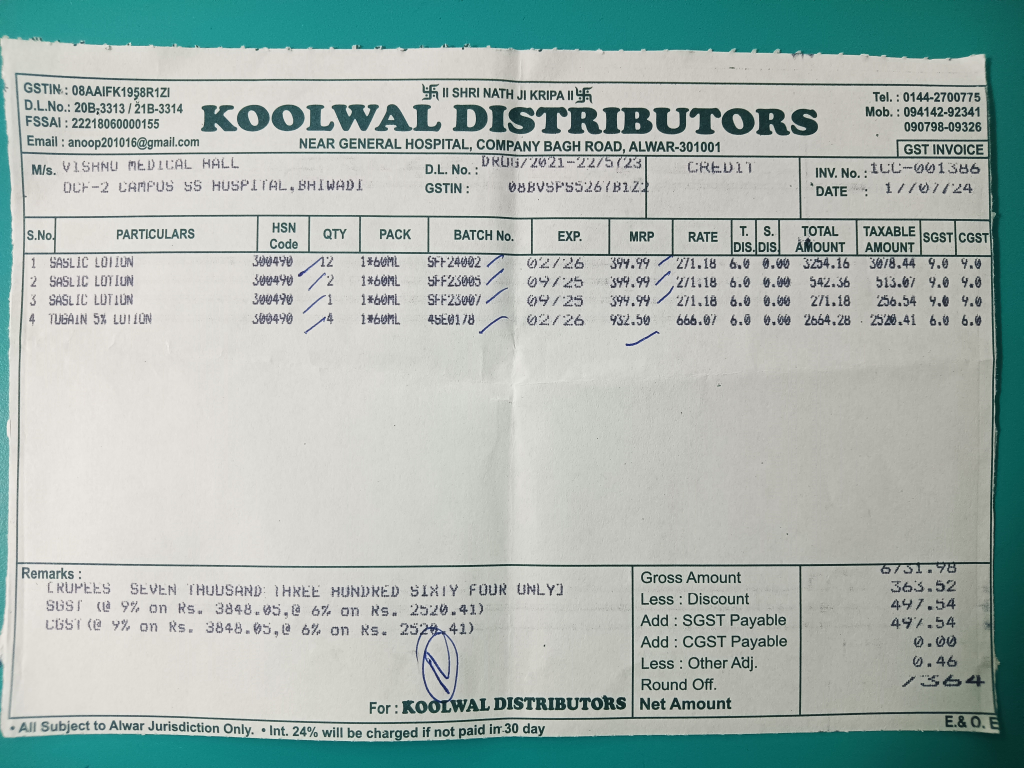 GSTIN : 08AAIFK1958R1ZI
D.L.No.: 20B-3313 / 21B-3314
FSSAI : 22218060000155
Email : anoop201016@gmail.com
卐 II SHRI NATH JI KRIPA II 卐
KOOLWAL DISTRIBUTORS
NEAR GENERAL HOSPITAL, COMPANY BAGH ROAD, ALWAR-301001
Tel. : 0144-2700775
Mob. : 094142-92341
090798-09326
GST INVOICE
M/s. VISHNU MEDICAL HALL
OCF-2 CAMPUS SS HUSPITAL,BHIWADI
D.L. No. : DRUG/2021-22/5723
GSTIN : 08BVSPS5267B1Z2
CREDIT
INV. No. : ICC-001386
DATE : 17/07/24
S.No. PARTICULARS HSN Code QTY PACK BATCH No. EXP. MRP RATE T. DIS. S. DIS. TOTAL AMOUNT TAXABLE AMOUNT SGST CGST
1 SASLIC LOTION 300490 12 1*60ML SFF24002 02/26 399.99 271.18 6.0 0.00 3254.16 3078.44 9.0 9.0
2 SASLIC LOTION 300490 2 1*60ML SFF23005 09/25 399.99 271.18 6.0 0.00 542.36 513.07 9.0 9.0
3 SASLIC LOTION 300490 1 1*60ML SFF23007 09/25 399.99 271.18 6.0 0.00 271.18 256.54 9.0 9.0
4 TUGAIN 5% LOTION 300490 4 1*60ML 4SE0178 02/26 932.50 666.07 6.0 0.00 2664.28 2520.41 6.0 6.0
Remarks :
[RUPEES SEVEN THOUSAND THREE HUNDRED SIXTY FOUR ONLY]
SGST (@ 9% on Rs. 3848.05,@ 6% on Rs. 2520.41)
CGST(@ 9% on Rs. 3848.05,@ 6% on Rs. 2520.41)
Gross Amount 6731.98
Less : Discount 363.52
Add : SGST Payable 497.54
Add : CGST Payable 497.54
Less : Other Adj. 0.00
Round Off. 0.46
Net Amount 7364
For : KOOLWAL DISTRIBUTORS
• All Subject to Alwar Jurisdiction Only. • Int. 24% will be charged if not paid in 30 day
E.& O. E